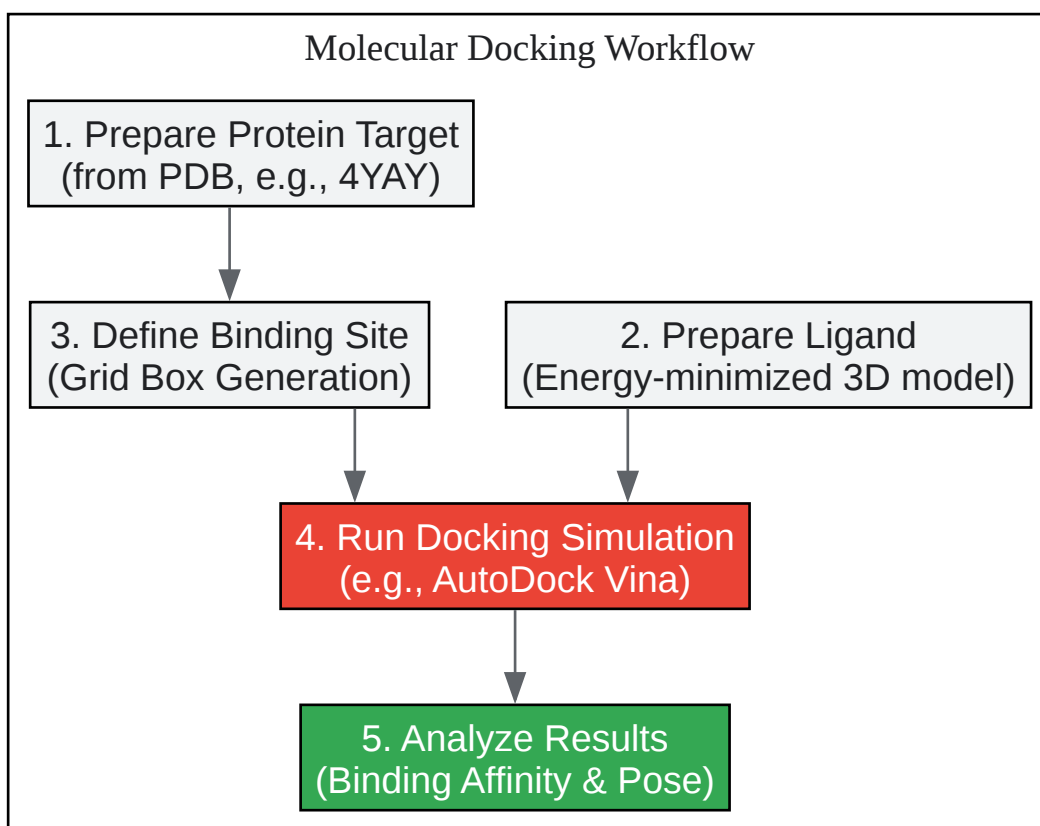 Molecular Docking Workflow
1. Prepare Protein Target
(from PDB, e.g., 4YAY)
3. Define Binding Site
(Grid Box Generation)
2. Prepare Ligand
(Energy-minimized 3D model)
4. Run Docking Simulation
(e.g., AutoDock Vina)
5. Analyze Results
(Binding Affinity & Pose)